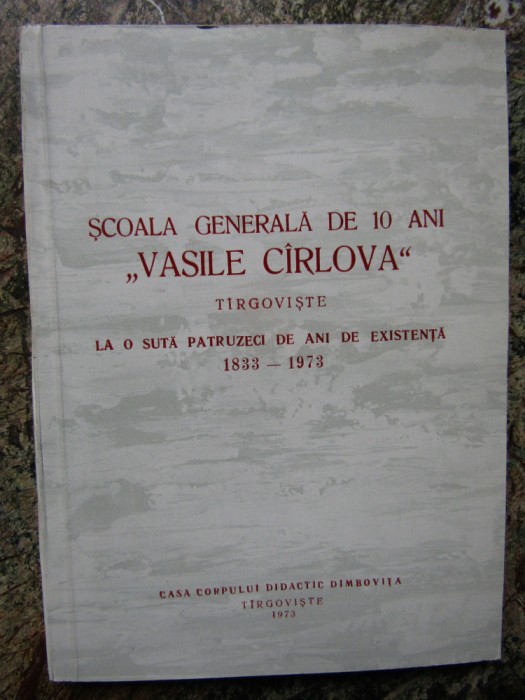 ȘCOALA GENERALĂ DE 10 ANI
„VASILE CÎRLOVA“
TÎRGOVIȘTE
LA O SUTĂ PATRUZECI DE ANI DE EXISTENȚĂ
1833 — 1973
CASA CORPULUI DIDACTIC DIMBOVIȚA
TÎRGOVIȘTE
1973